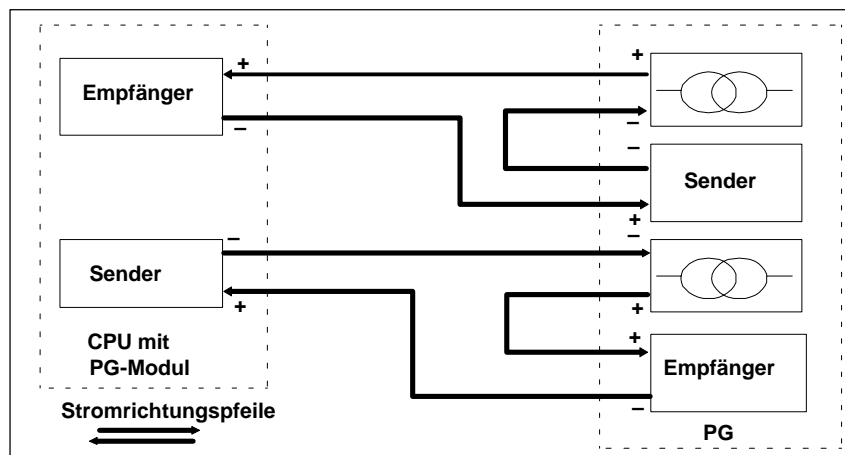 +
Empfänger
–
+
–
–
Sender
+
–
Sender
+
–
+
+
Empfänger
–
CPU mit
PG-Modul
Stromrichtungspfeile
PG